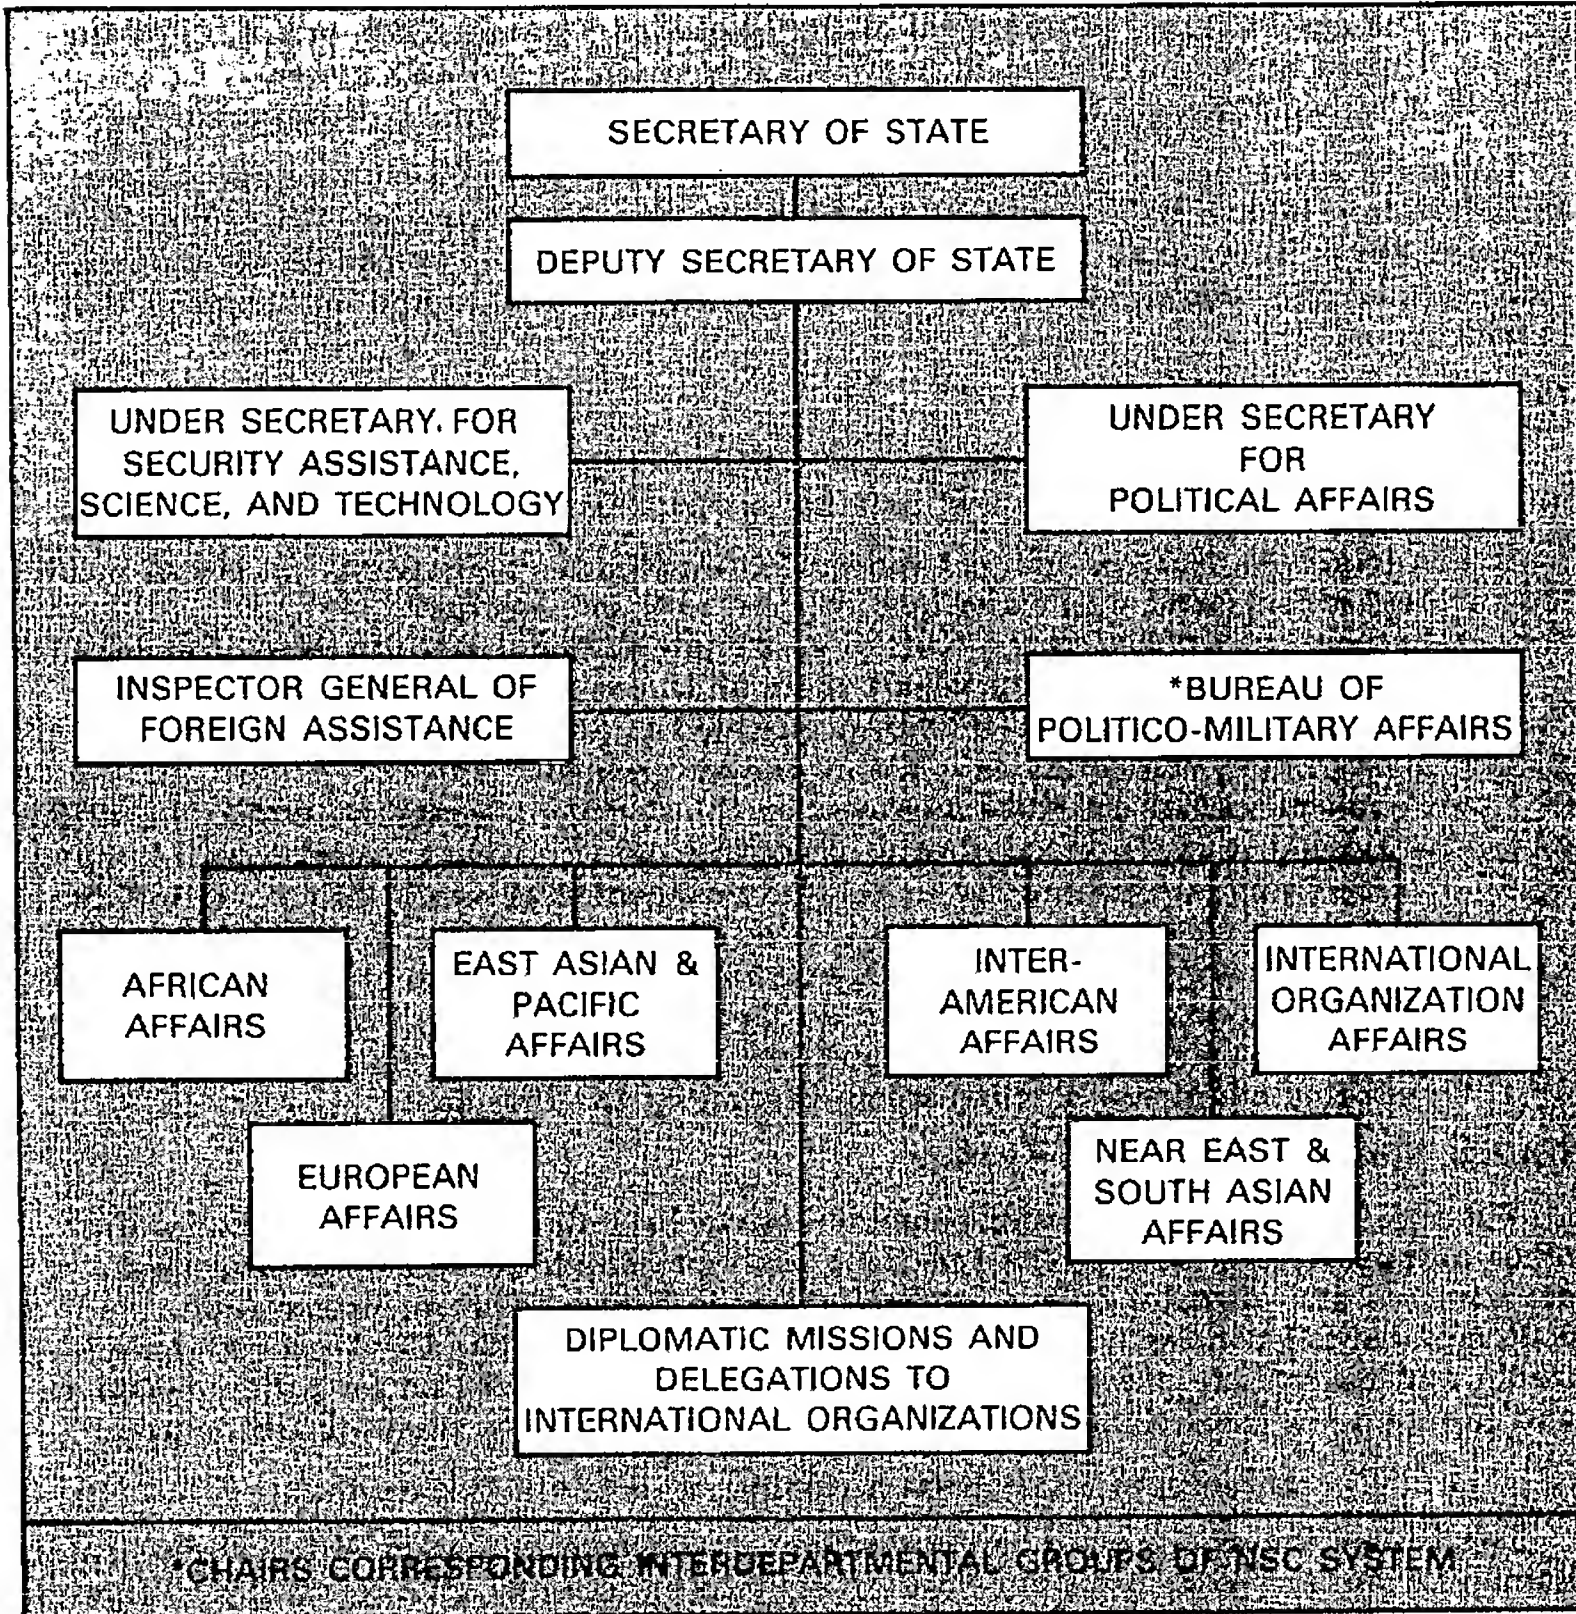 SECRETARY OF STATE
DEPUTY SECRETARY OF STATE
UNDER SECRETARY FOR
SECURITY ASSISTANCE,
SCIENCE, AND TECHNOLOGY
UNDER SECRETARY
FOR
POLITICAL AFFAIRS
INSPECTOR GENERAL OF
FOREIGN ASSISTANCE
*BUREAU OF
POLITICO-MILITARY AFFAIRS
AFRICAN
AFFAIRS
EAST ASIAN &
PACIFIC
AFFAIRS
INTER-
AMERICAN
AFFAIRS
INTERNATIONAL
ORGANIZATION
AFFAIRS
EUROPEAN
AFFAIRS
NEAR EAST &
SOUTH ASIAN
AFFAIRS
DIPLOMATIC MISSIONS AND
DELEGATIONS TO
INTERNATIONAL ORGANIZATIONS
*CHAIRS CORRESPONDING INTERDEPARTMENTAL GROUPS OF NSC SYSTEM